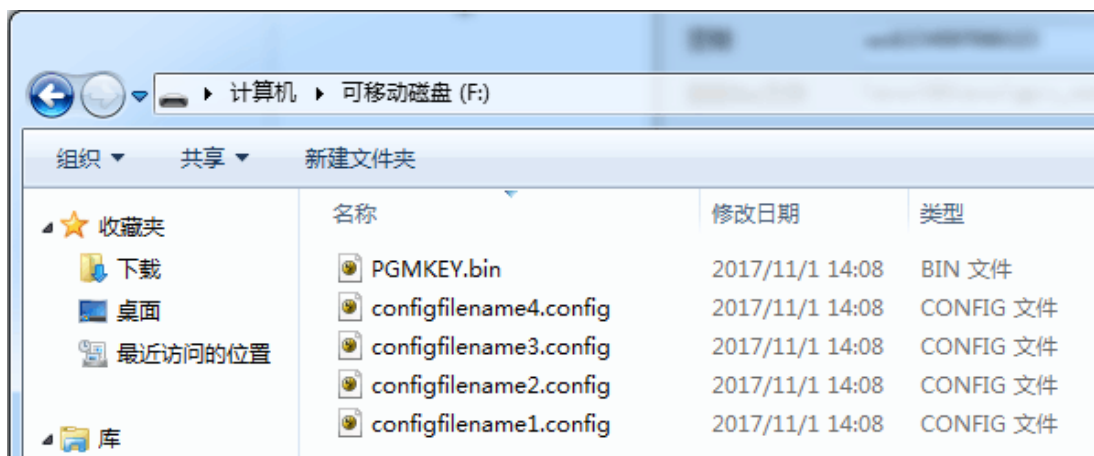 计算机 可移动磁盘 (F:)
组织 共享 新建文件夹
名称 修改日期 类型
收藏夹
下载
桌面
最近访问的位置
库
PGMKEY.bin 2017/11/1 14:08 BIN 文件
configfilename4.config 2017/11/1 14:08 CONFIG 文件
configfilename3.config 2017/11/1 14:08 CONFIG 文件
configfilename2.config 2017/11/1 14:08 CONFIG 文件
configfilename1.config 2017/11/1 14:08 CONFIG 文件